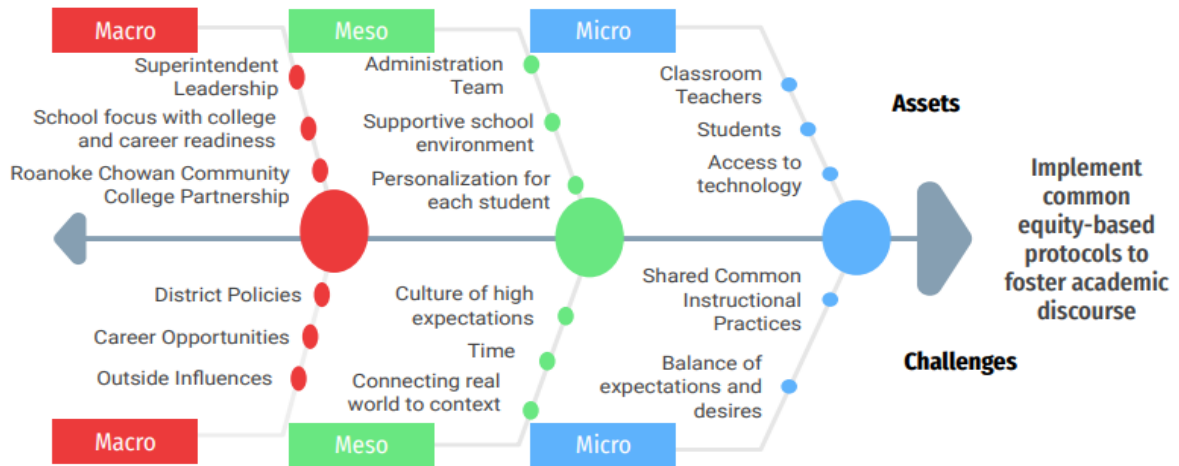 Macro
Superintendent
Leadership
School focus with college
and career readiness
Roanoke Chowan Community
College Partnership
Meso
Administration
Team
Supportive school
environment
Personalization for
each student
Micro
Classroom
Teachers
Students
Access to
technology
Assets
Implement
common
equity-based
protocols to
foster academic
discourse
District Policies
Career Opportunities
Outside Influences
Macro
Culture of high
expectations
Time
Connecting real
world to context
Meso
Shared Common
Instructional
Practices
Balance of
expectations and
desires
Micro
Challenges